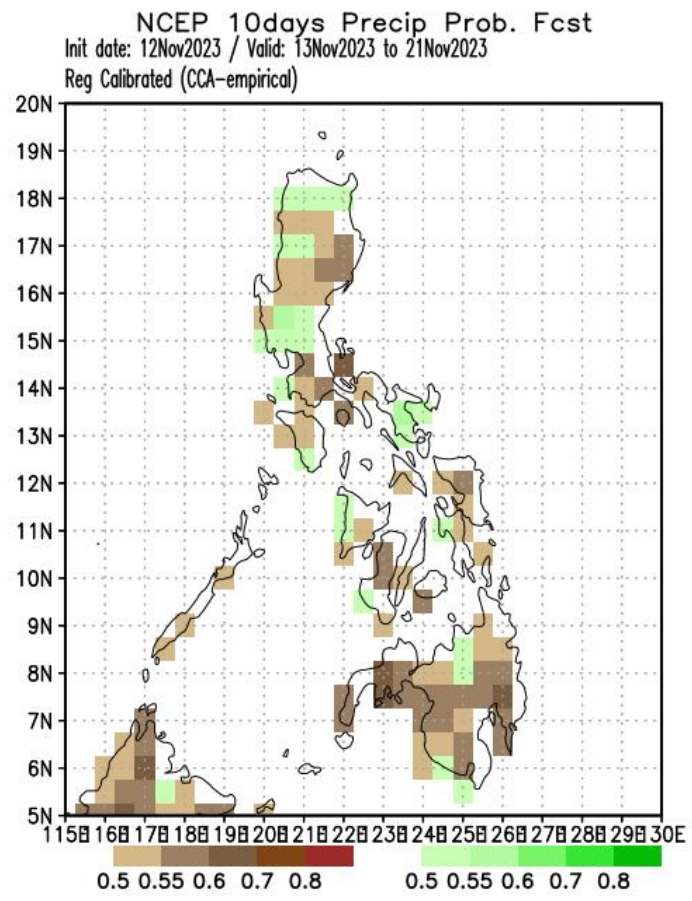 NCEP 10days Precip Prob. Fcst
Init date: 12Nov2023 / Valid: 13Nov2023 to 21Nov2023
Reg Calibrated (CCA-empirical)
20N
19N
18N
17N
16N
15N
14N
13N
12N
11N
10N
9N
8N
7N
6N
5N
115E 116E 117E 118E 119E 120E 121E 122E 123E 124E 125E 126E 127E 128E 129E 130E
0.5 0.55 0.6 0.7 0.8 0.5 0.55 0.6 0.7 0.8